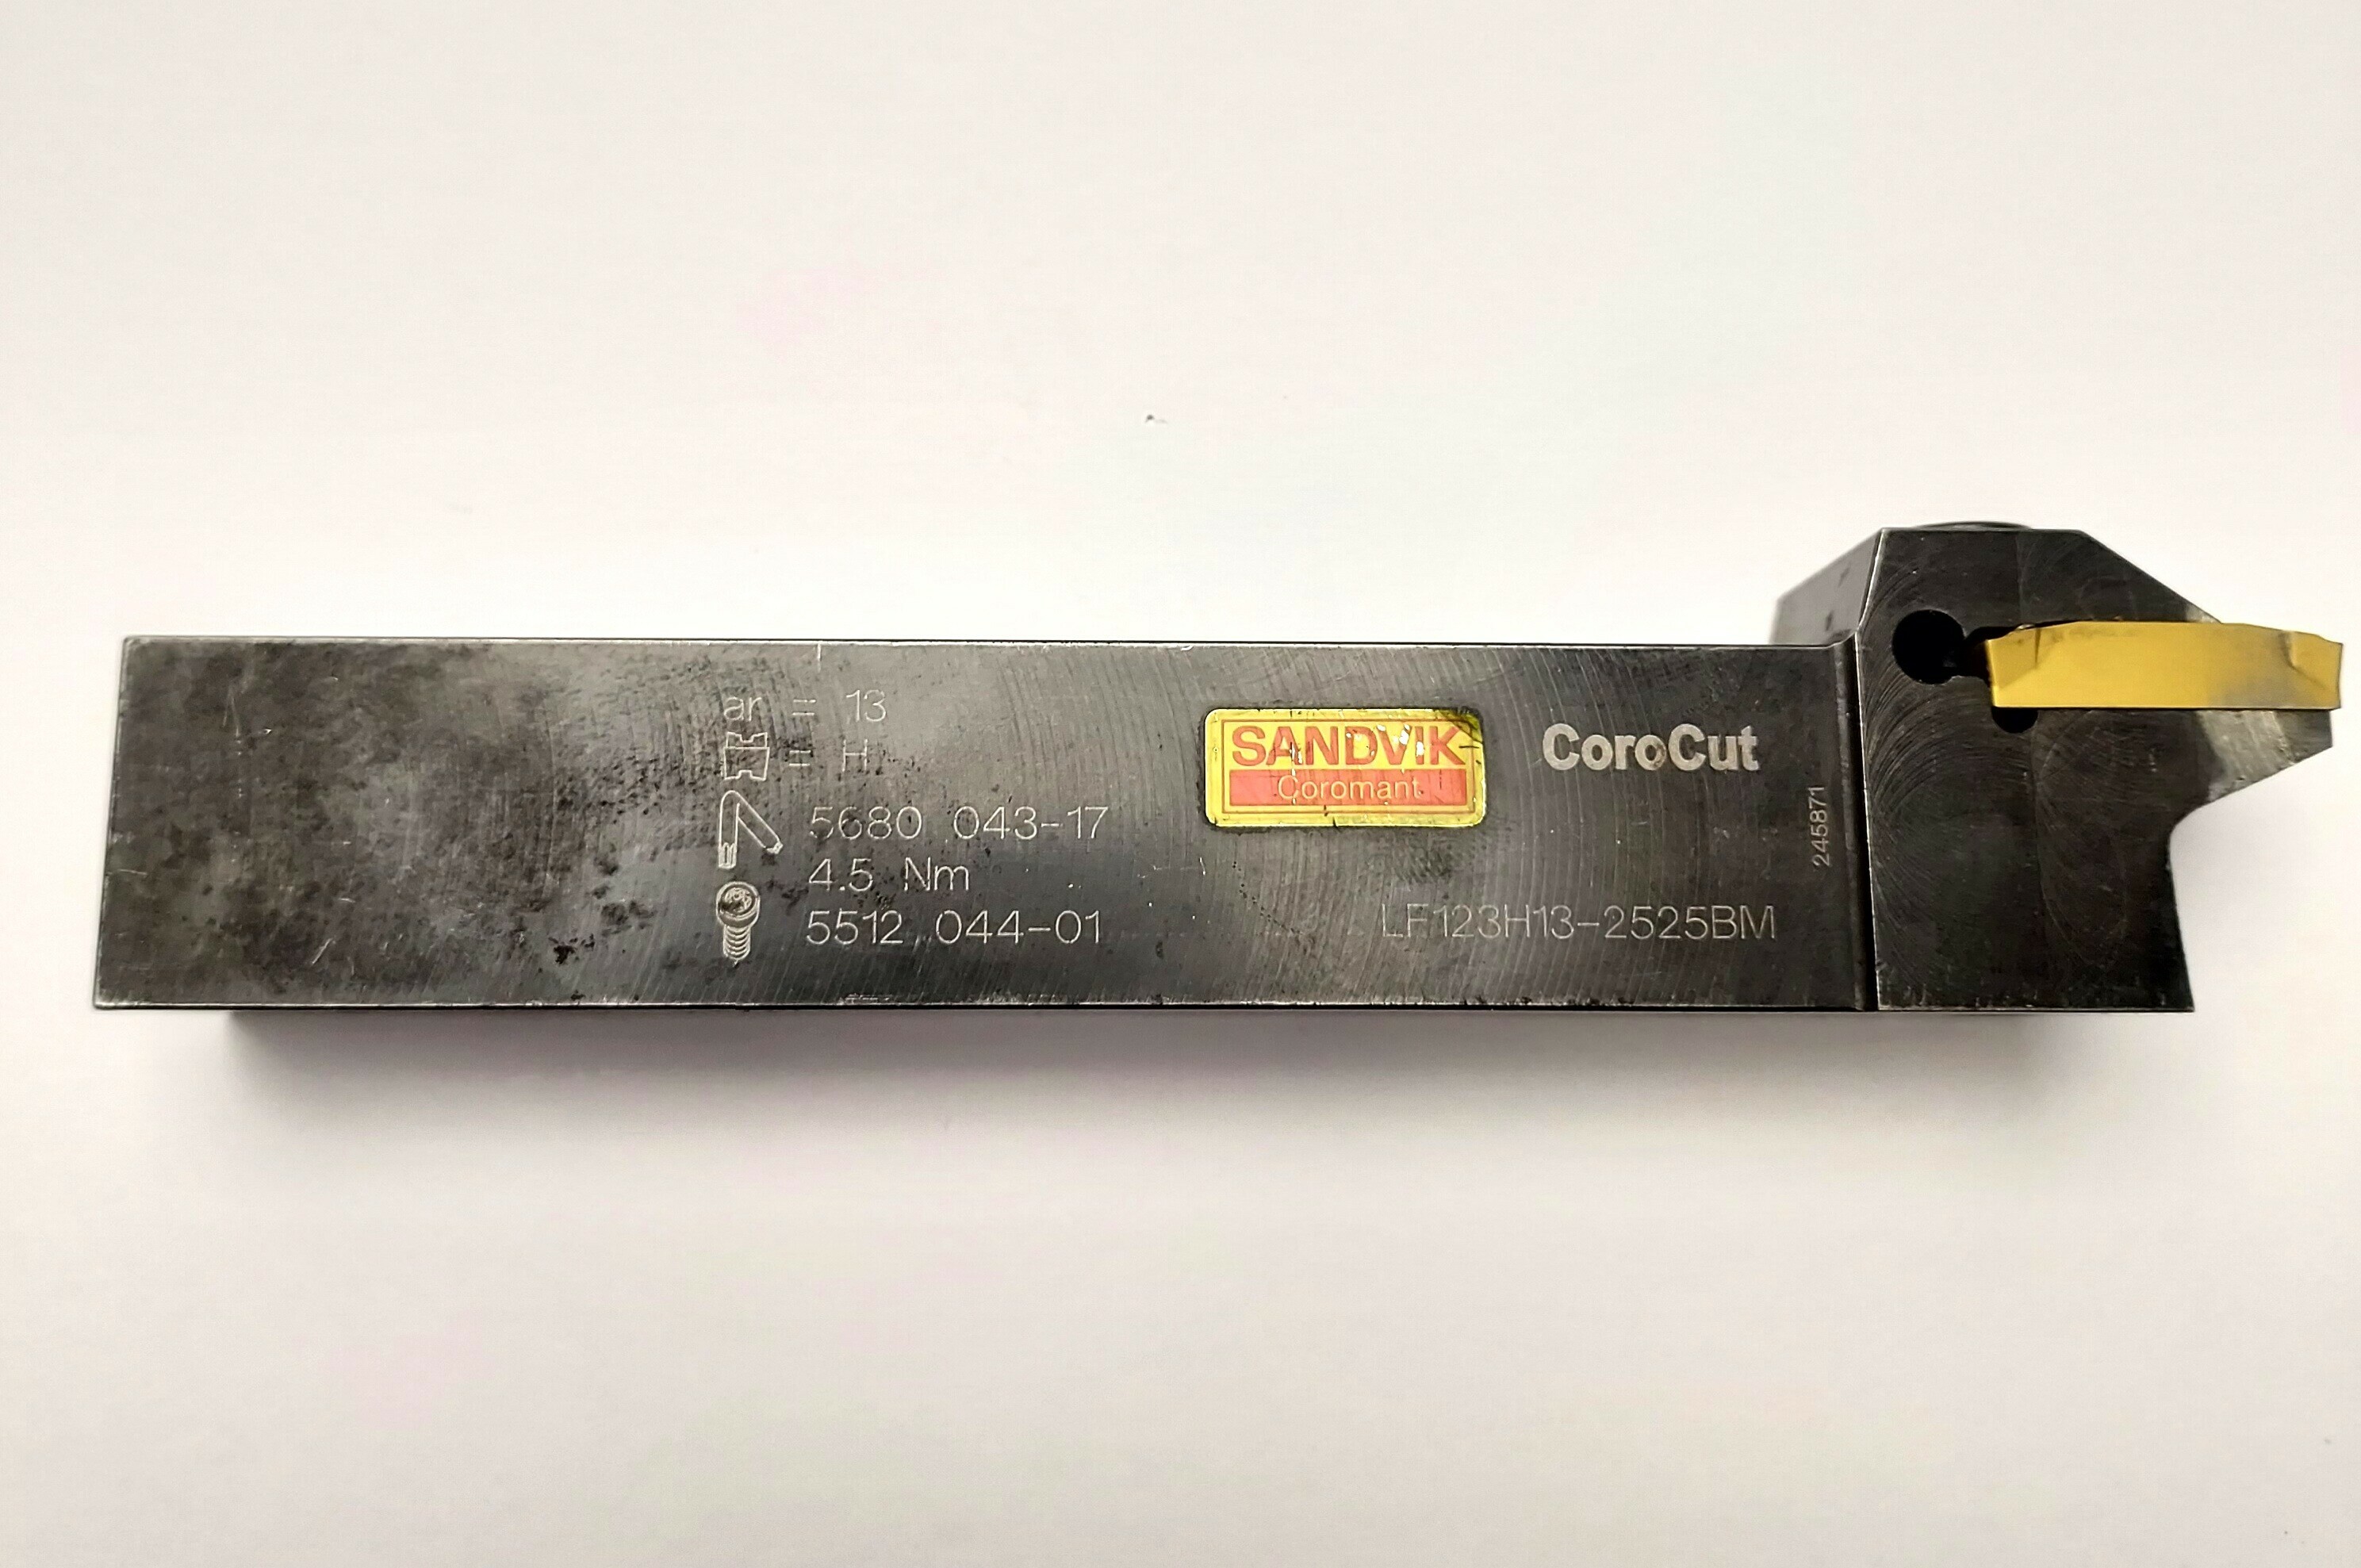 ar = 13
= H
5680 043-17
4.5 Nm
5512 044-01
SANDVIK
Coromant
CoroCut
245871
LF123H13-2525BM